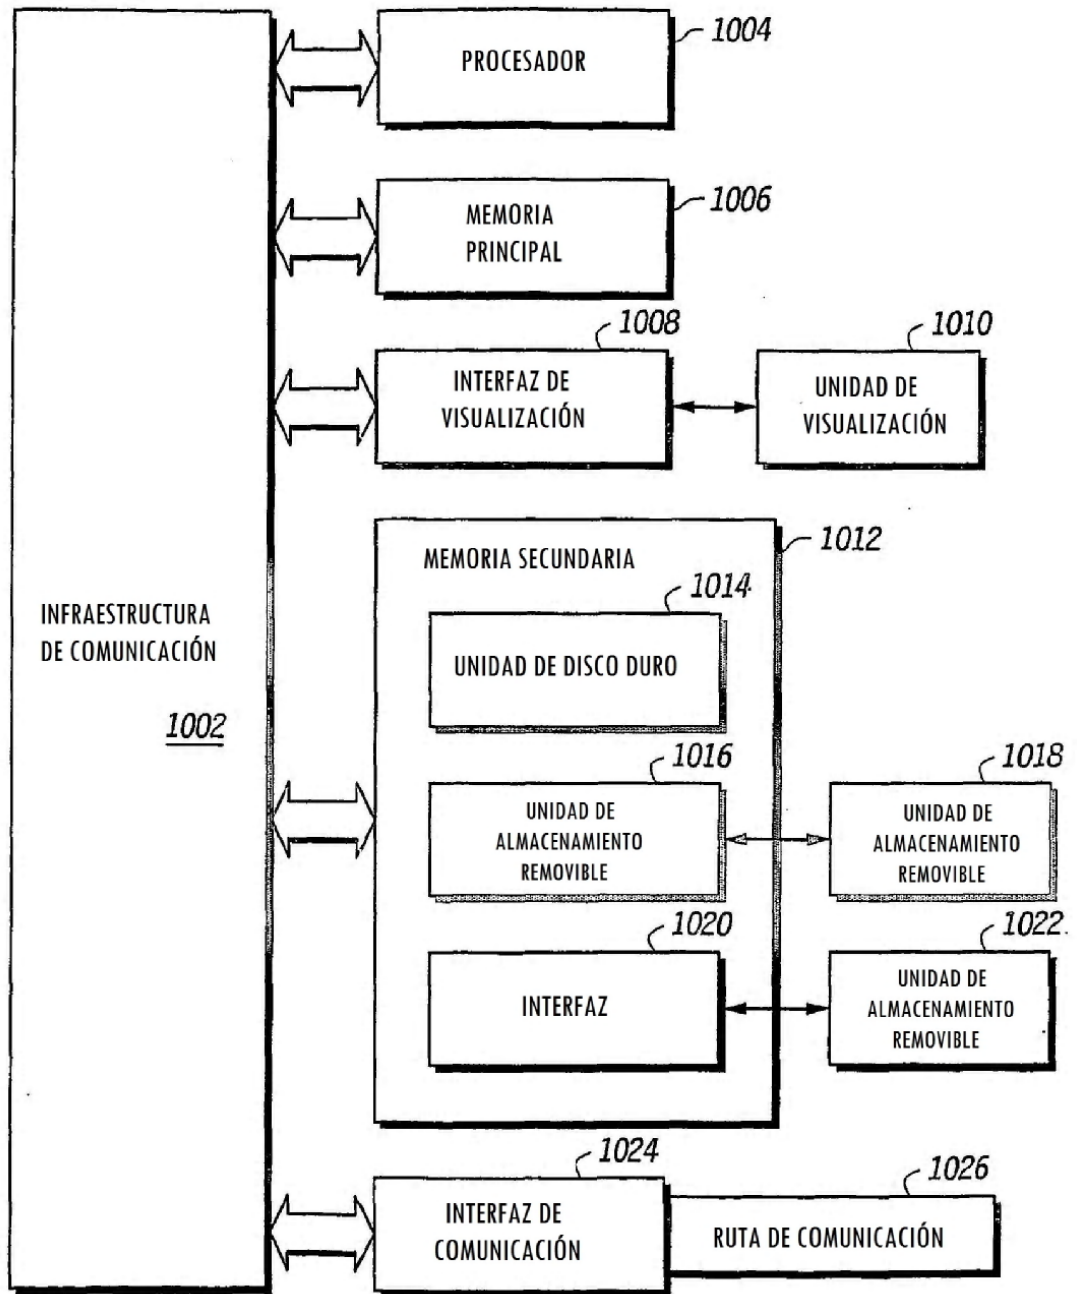 1004
PROCESADOR
1006
MEMORIA
PRINCIPAL
1008
INTERFAZ DE
VISUALIZACIÓN
1010
UNIDAD DE
VISUALIZACIÓN
1012
MEMORIA SECUNDARIA
1014
UNIDAD DE DISCO DURO
INFRAESTRUCTURA
DE COMUNICACIÓN
1002
1016
UNIDAD DE
ALMACENAMIENTO
REMOVIBLE
1018
UNIDAD DE
ALMACENAMIENTO
REMOVIBLE
1020
INTERFAZ
1022
UNIDAD DE
ALMACENAMIENTO
REMOVIBLE
1024
INTERFAZ DE
COMUNICACIÓN
1026
RUTA DE COMUNICACIÓN